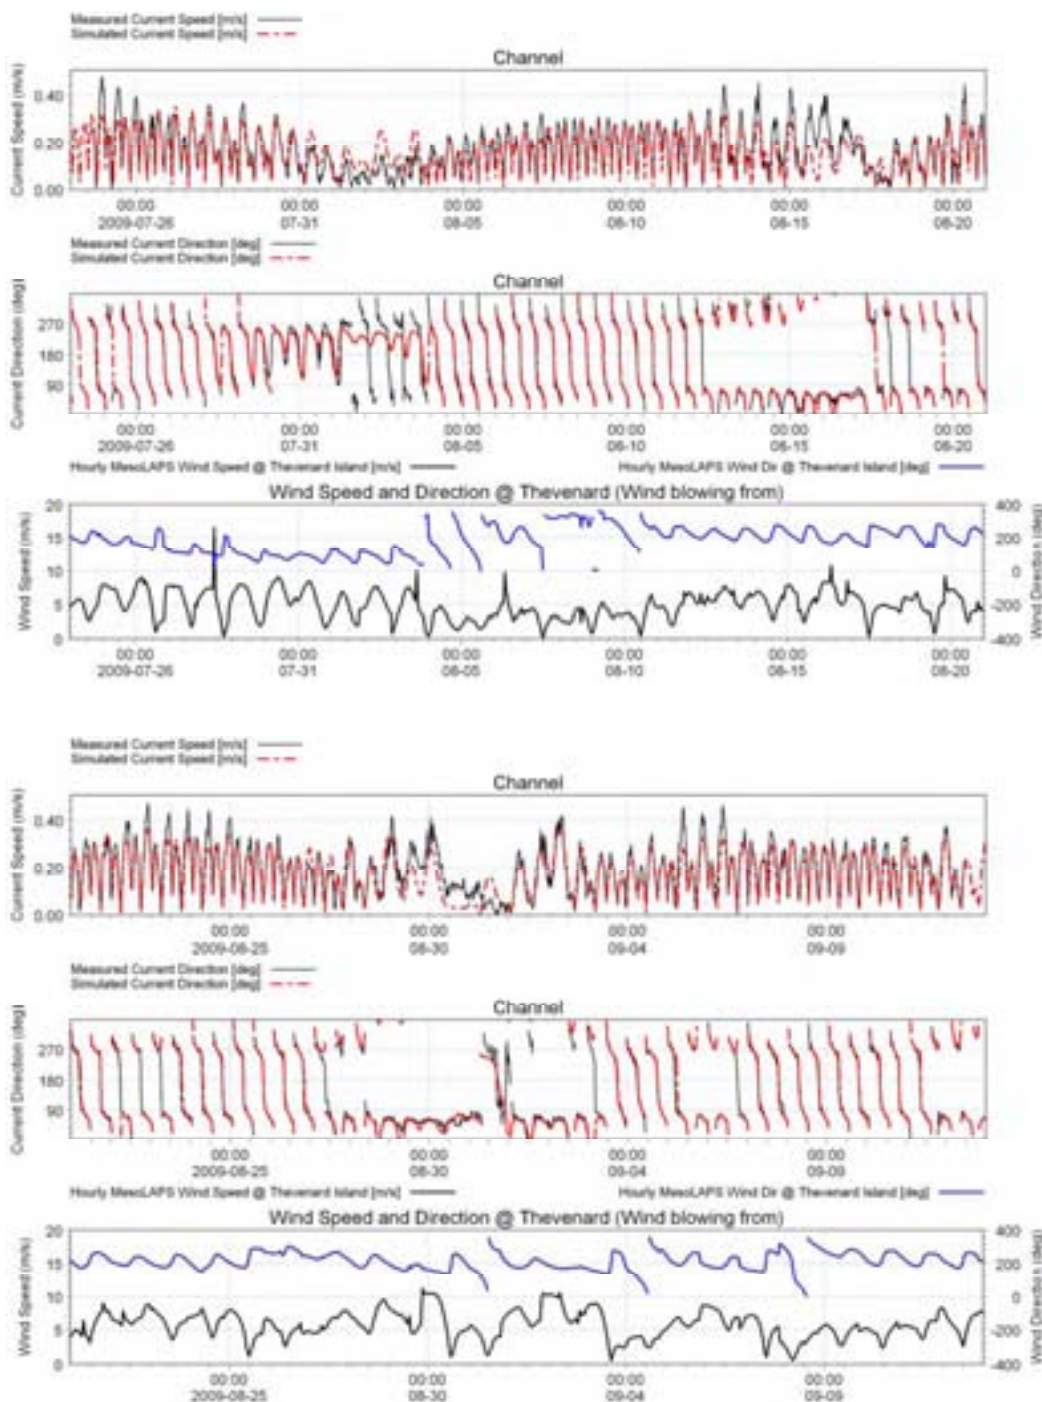 Measured Current Speed [m/s]
Simulated Current Speed [m/s]
Channel
Current Speed (m/s)
0.40
0.20
0.00
00:00 00:00 00:00 00:00 00:00 00:00
2009-07-26 07-31 08-05 08-10 08-15 08-20
Measured Current Direction [deg]
Simulated Current Direction [deg]
Channel
Current Direction (deg)
270
180
90
00:00 00:00 00:00 00:00 00:00 00:00
2009-07-26 07-31 08-05 08-10 08-15 08-20
Hourly MesoLAPS Wind Speed @ Thevenard Island [m/s] Hourly MesoLAPS Wind Dir @ Thevenard Island [deg]
Wind Speed and Direction @ Thevenard (Wind blowing from)
Wind Speed (m/s)
20 400
15 200
10 0
5 -200
0 -400
Wind Direction (deg)
00:00 00:00 00:00 00:00 00:00 00:00
2009-07-26 07-31 08-05 08-10 08-15 08-20
Measured Current Speed [m/s]
Simulated Current Speed [m/s]
Channel
Current Speed (m/s)
0.40
0.20
0.00
00:00 00:00 00:00 00:00
2009-08-25 08-30 09-04 09-09
Measured Current Direction [deg]
Simulated Current Direction [deg]
Channel
Current Direction (deg)
270
180
90
00:00 00:00 00:00 00:00
2009-08-25 08-30 09-04 09-09
Hourly MesoLAPS Wind Speed @ Thevenard Island [m/s] Hourly MesoLAPS Wind Dir @ Thevenard Island [deg]
Wind Speed and Direction @ Thevenard (Wind blowing from)
Wind Speed (m/s)
20 400
15 200
10 0
5 -200
0 -400
Wind Direction (deg)
00:00 00:00 00:00 00:00
2009-08-25 08-30 09-04 09-09